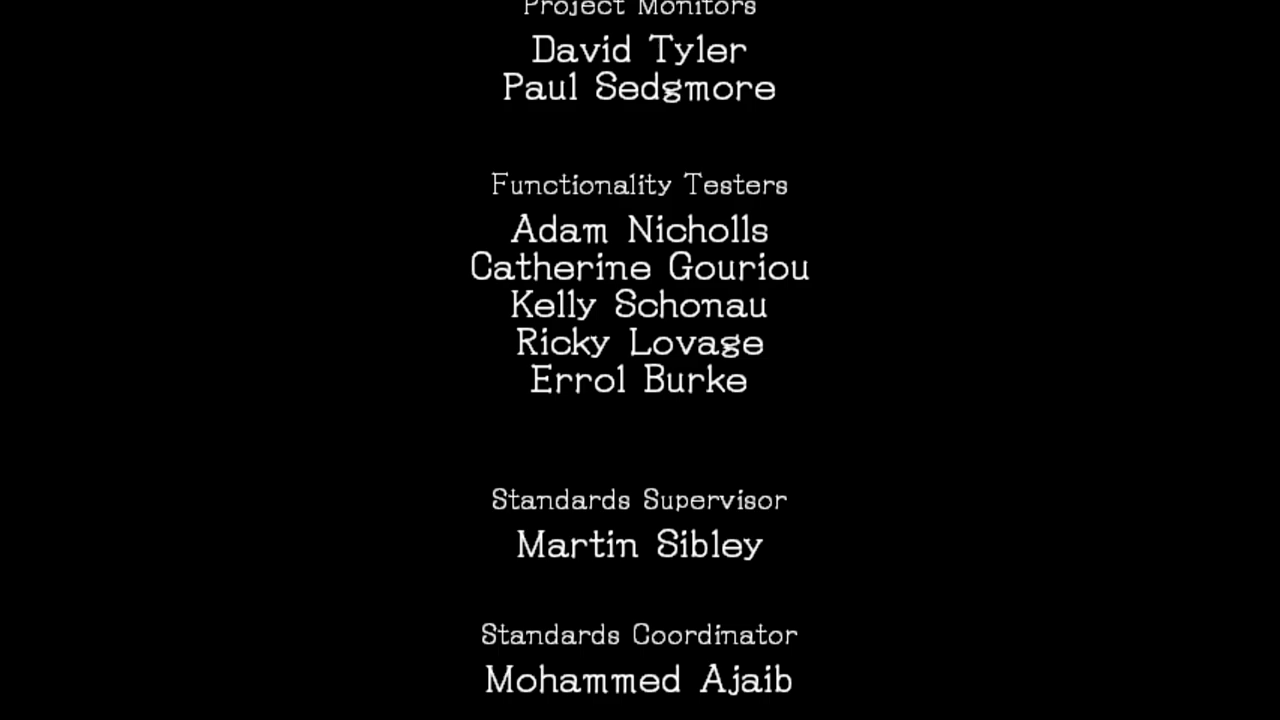 Project Monitors
David Tyler
Paul Sedgmore
Functionality Testers
Adam Nicholls
Catherine Gouriou
Kelly Schonau
Ricky Lovage
Errol Burke
Standards Supervisor
Martin Sibley
Standards Coordinator
Mohammed Ajaib